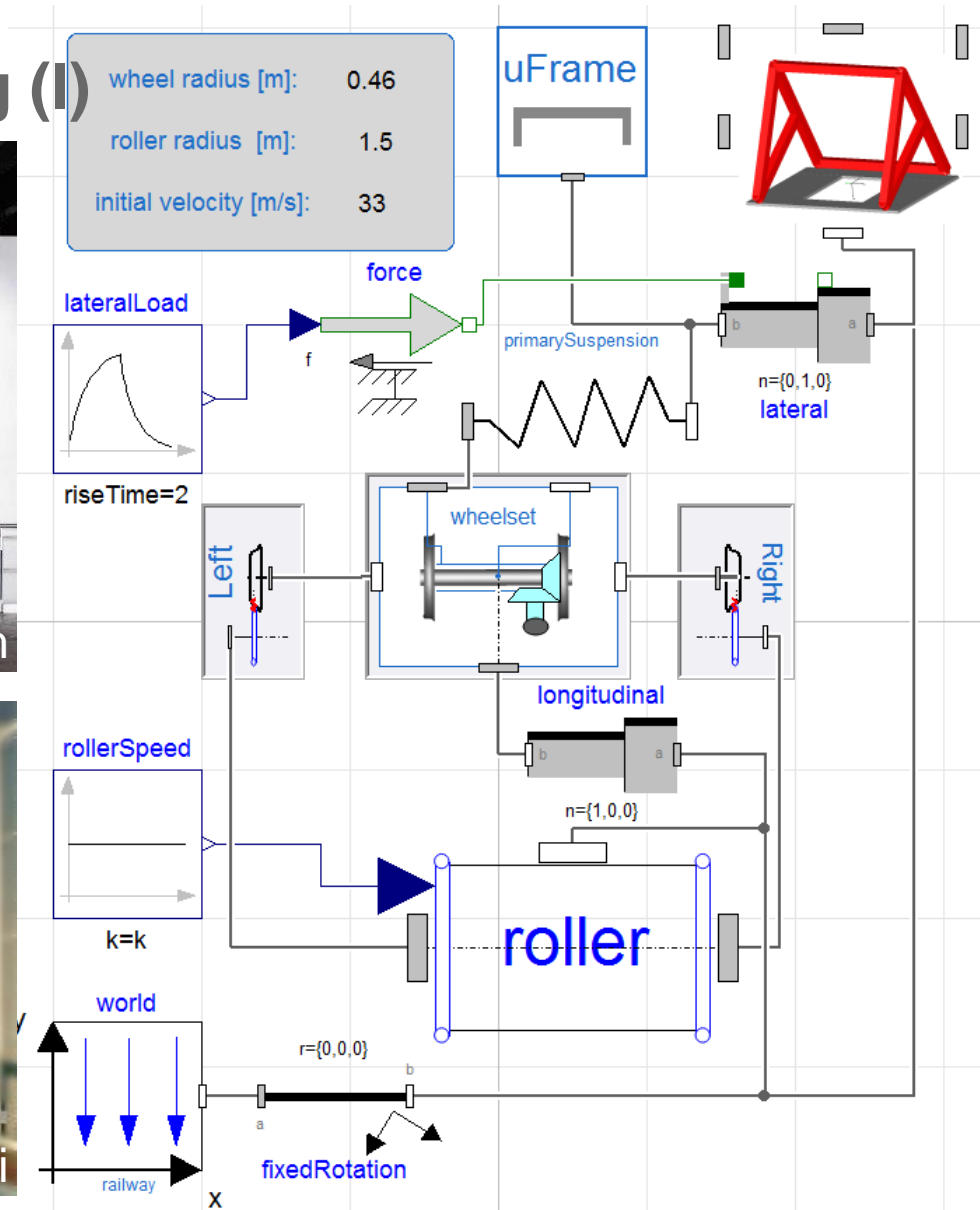 g (I)
wheel radius [m]: 0.46
roller radius [m]: 1.5
initial velocity [m/s]: 33
uFrame
force
lateralLoad
f
primarySuspension
b
a
n={0,1,0}
lateral
riseTime=2
wheelset
Left
Right
n
longitudinal
rollerSpeed
b
a
n={1,0,0}
k=k
roller
world
y
r={0,0,0}
b
a
i
fixedRotation
railway
x